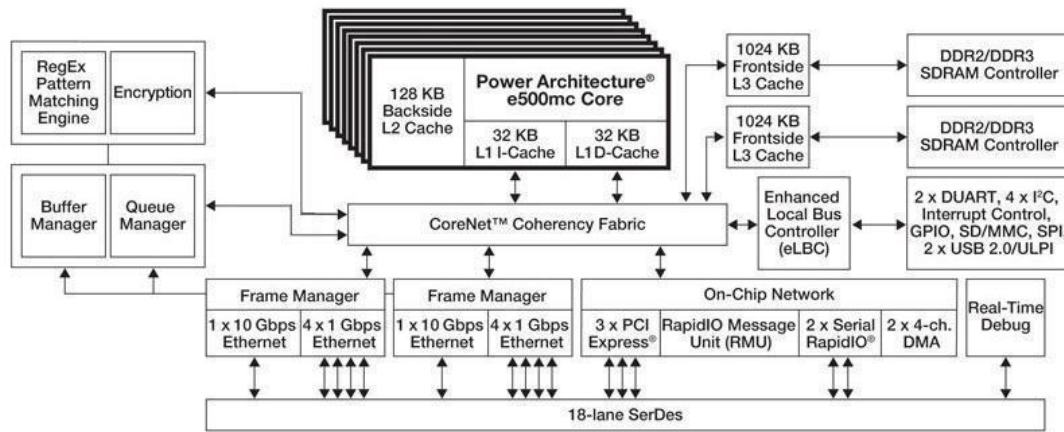 RegEx
Pattern
Matching
Engine
Encryption
Buffer
Manager
Queue
Manager
128 KB
Backside
L2 Cache
Power Architecture®
e500mc Core
32 KB
L1 I-Cache
32 KB
L1 D-Cache
1024 KB
Frontside
L3 Cache
DDR2/DDR3
SDRAM Controller
1024 KB
Frontside
L3 Cache
DDR2/DDR3
SDRAM Controller
CoreNet™ Coherency Fabric
Enhanced
Local Bus
Controller
(eLBC)
2 x DUART, 4 x I²C,
Interrupt Control,
GPIO, SD/MMC, SPI,
2 x USB 2.0/ULPI
Frame Manager
1 x 10 Gbps
Ethernet
4 x 1 Gbps
Ethernet
Frame Manager
1 x 10 Gbps
Ethernet
4 x 1 Gbps
Ethernet
On-Chip Network
3 x PCI
Express®
RapidIO Message
Unit (RMU)
2 x Serial
RapidIO®
2 x 4-ch.
DMA
Real-Time
Debug
18-lane SerDes